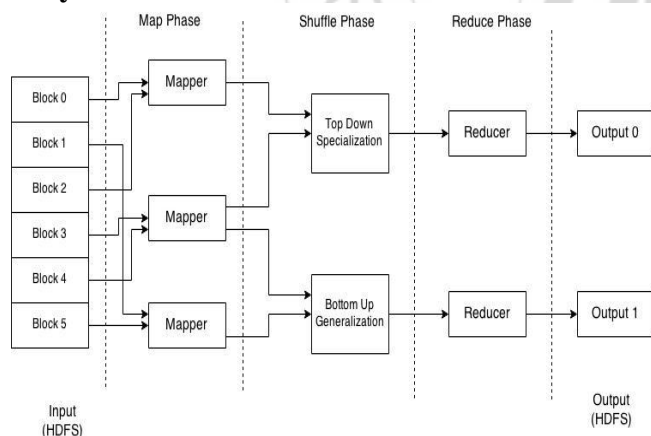 Map Phase
Shuffle Phase
Reduce Phase
Block 0
Block 1
Block 2
Block 3
Block 4
Block 5
Mapper
Mapper
Mapper
Top Down
Specialization
Bottom Up
Generalization
Reducer
Reducer
Output 0
Output 1
Input
(HDFS)
Output
(HDFS)